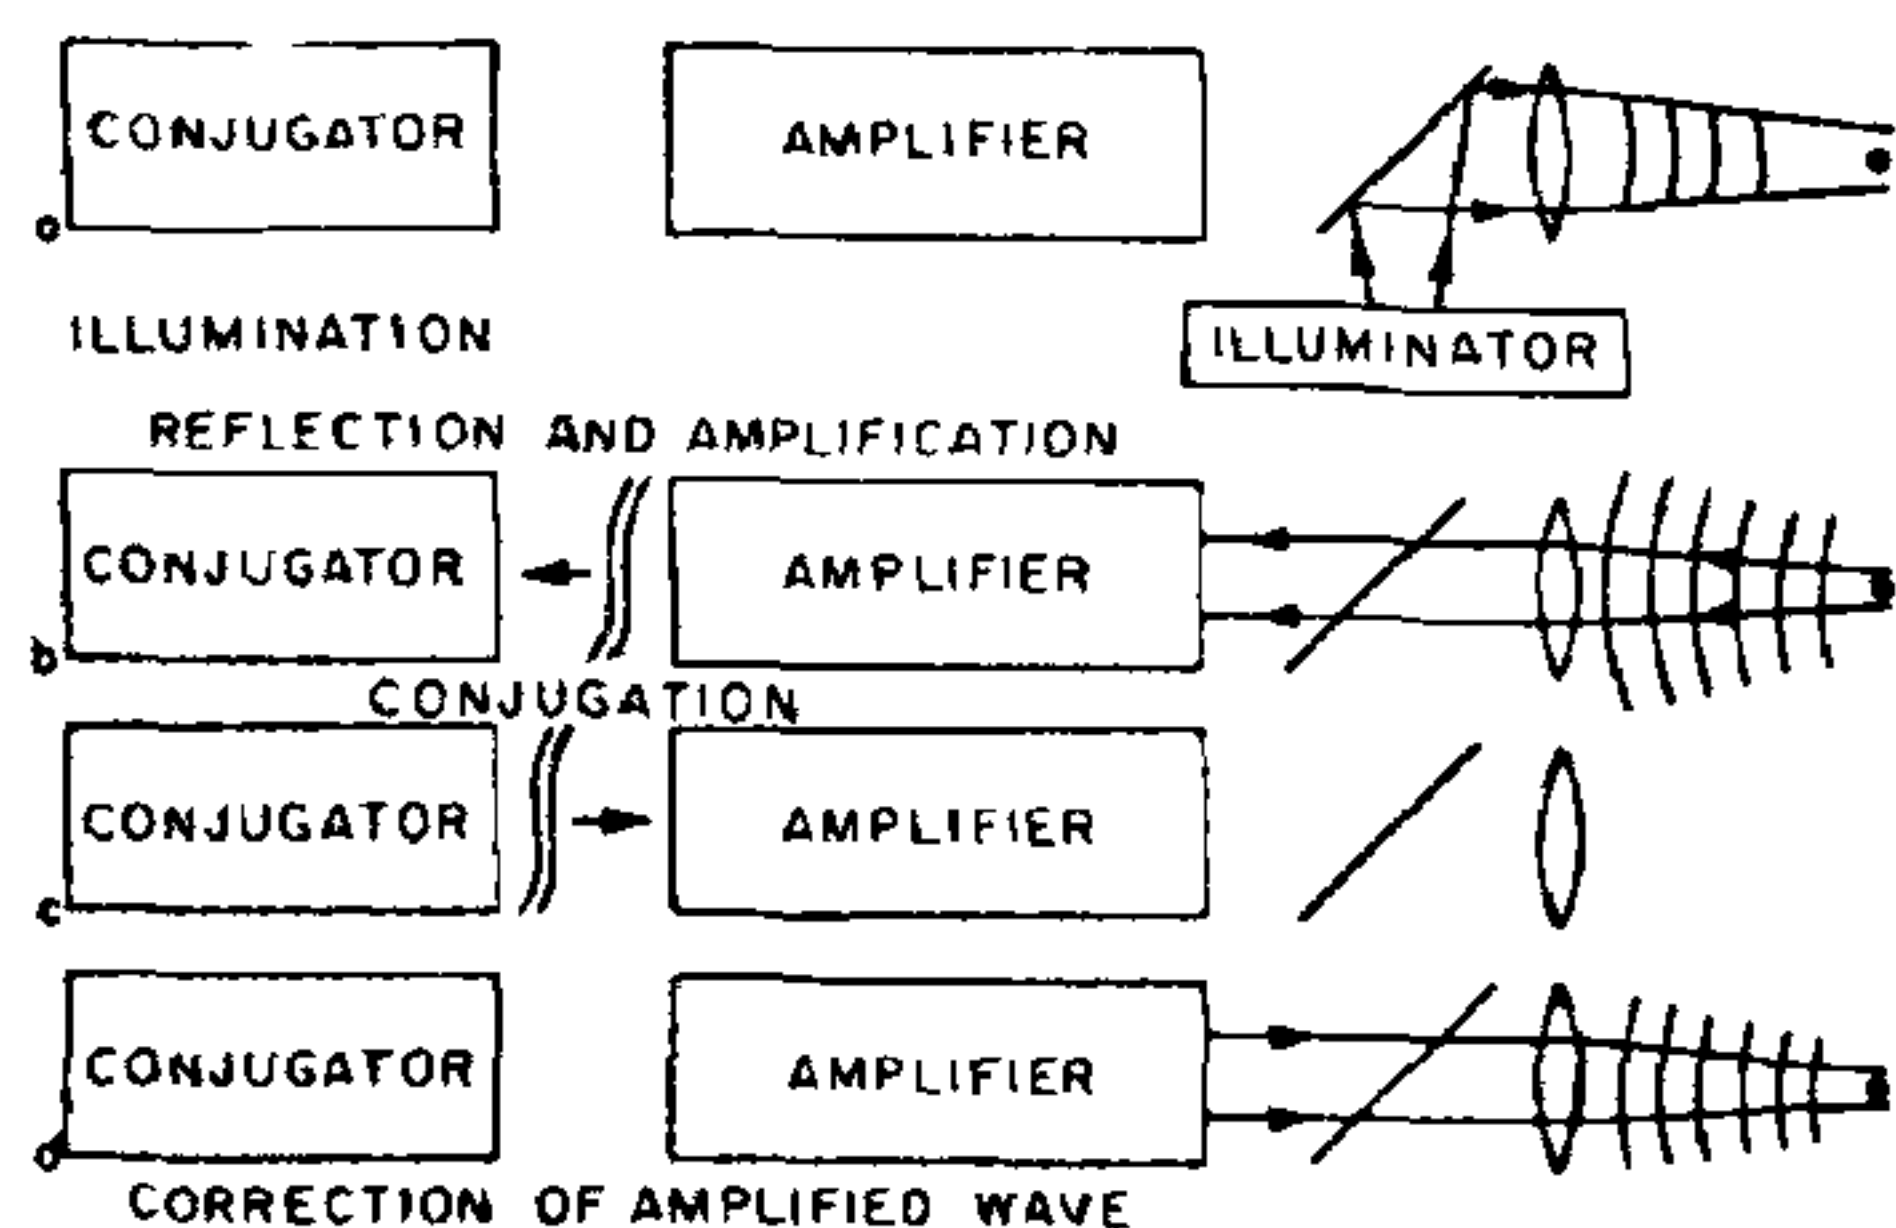 CONJUGATOR AMPLIFIER
a
ILLUMINATION ILLUMINATOR
REFLECTION AND AMPLIFICATION
CONJUGATOR AMPLIFIER
b
CONJUGATION
CONJUGATOR AMPLIFIER
c
CONJUGATOR AMPLIFIER
d
CORRECTION OF AMPLIFIED WAVE